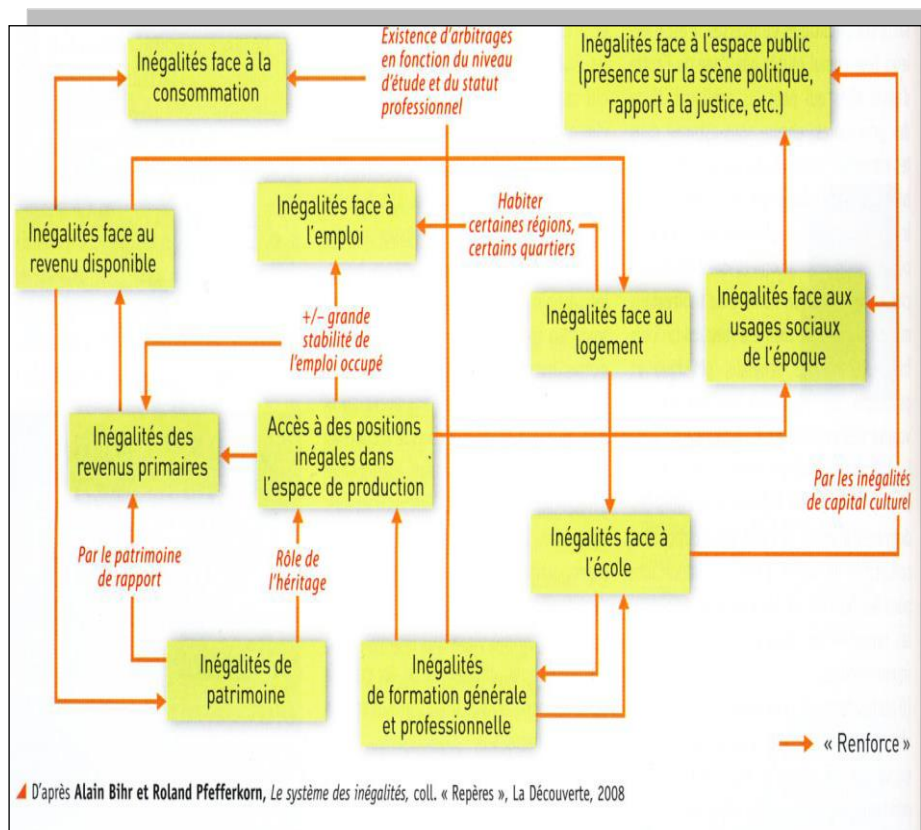 Inégalités face à la
consommation
Existence d'arbitrages
en fonction du niveau
d'étude et du statut
professionnel
Inégalités face à l'espace public
(présence sur la scène politique,
rapport à la justice, etc.)
Inégalités face au
revenu disponible
Inégalités face à
l'emploi
Habiter
certaines régions,
certains quartiers
+/– grande
stabilité de
l'emploi occupé
Inégalités face au
logement
Inégalités face aux
usages sociaux
de l'époque
Inégalités des
revenus primaires
Accès à des positions
inégales dans
l'espace de production
Par les inégalités
de capital culturel
Par le patrimoine
de rapport
Rôle de
l'héritage
Inégalités face à
l'école
Inégalités de
patrimoine
Inégalités
de formation générale
et professionnelle
« Renforce »
D'après Alain Bihr et Roland Pfefferkorn, Le système des inégalités, coll. « Repères », La Découverte, 2008